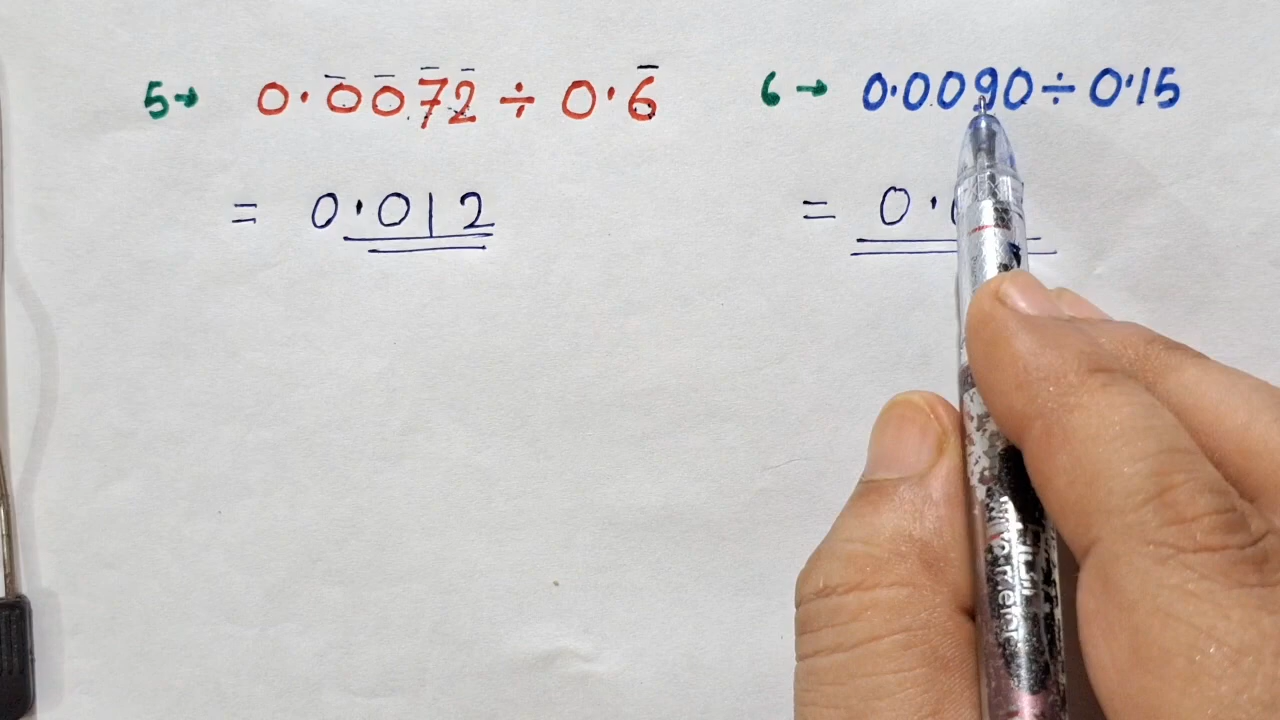 5→ 0.0072 ÷ 0.6
= 0.012
6→ 0.0090 ÷ 0.15
= 0.